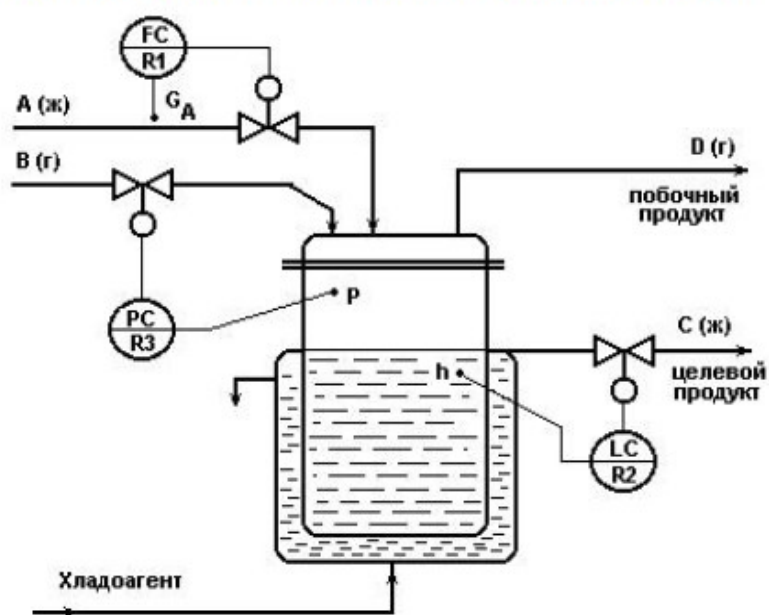 FC
R1
G A
A (ж)
B (г)
D (г)
побочный
продукт
p
PC
R3
C (ж)
целевой
продукт
h
LC
R2
Хладоагент